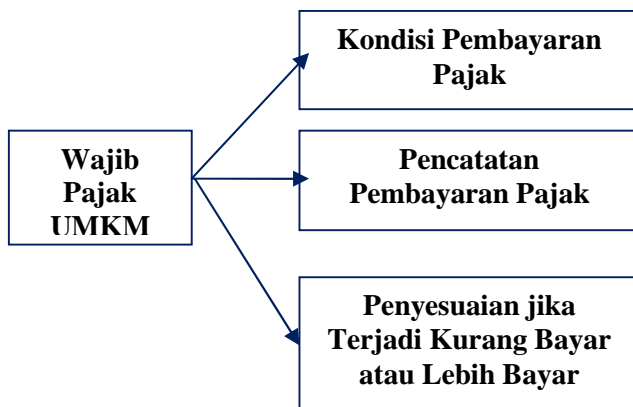 Kondisi Pembayaran
Pajak
Wajib
Pajak
UMKM
Pencatatan
Pembayaran Pajak
Penyesuaian jika
Terjadi Kurang Bayar
atau Lebih Bayar